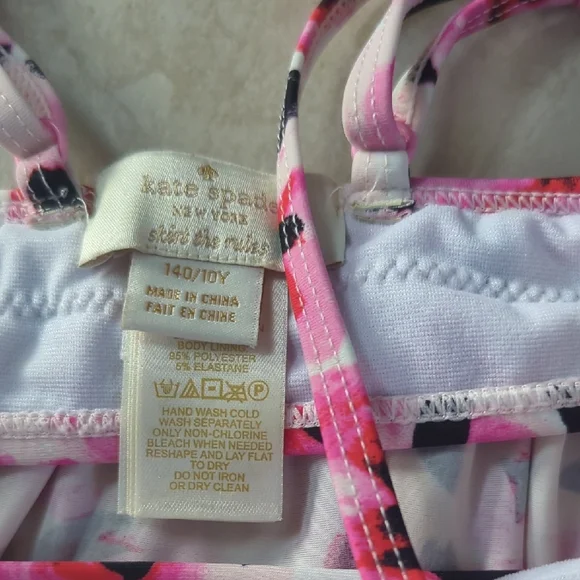 kate spade
NEW YORK
skirt the rules
140/10Y
MADE IN CHINA
FAIT EN CHINE
BODY LINING
95% POLYESTER
5% ELASTANE
HAND WASH COLD
WASH SEPARATELY
ONLY NON-CHLORINE
BLEACH WHEN NEEDED
RESHAPE AND LAY FLAT
TO DRY
DO NOT IRON
OR DRY CLEAN